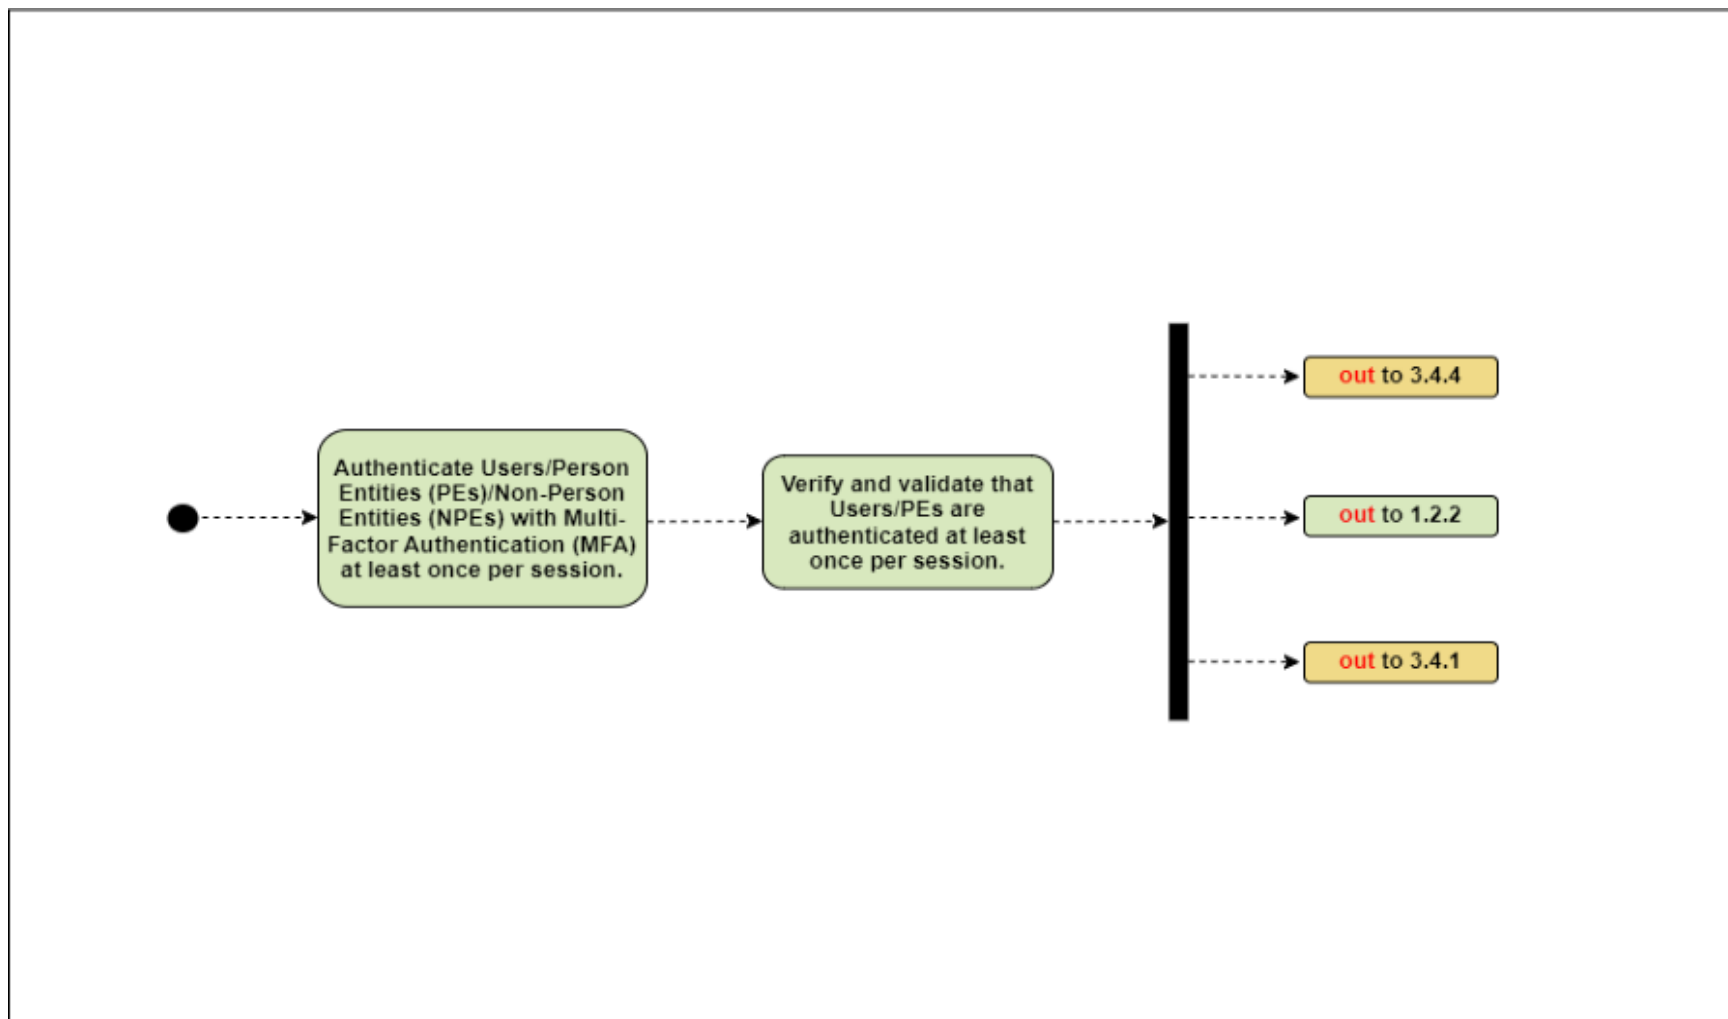 Authenticate Users/Person
Entities (PEs)/Non-Person
Entities (NPEs) with Multi-
Factor Authentication (MFA)
at least once per session.
Verify and validate that
Users/PEs are
authenticated at least
once per session.
out to 3.4.4
out to 1.2.2
out to 3.4.1